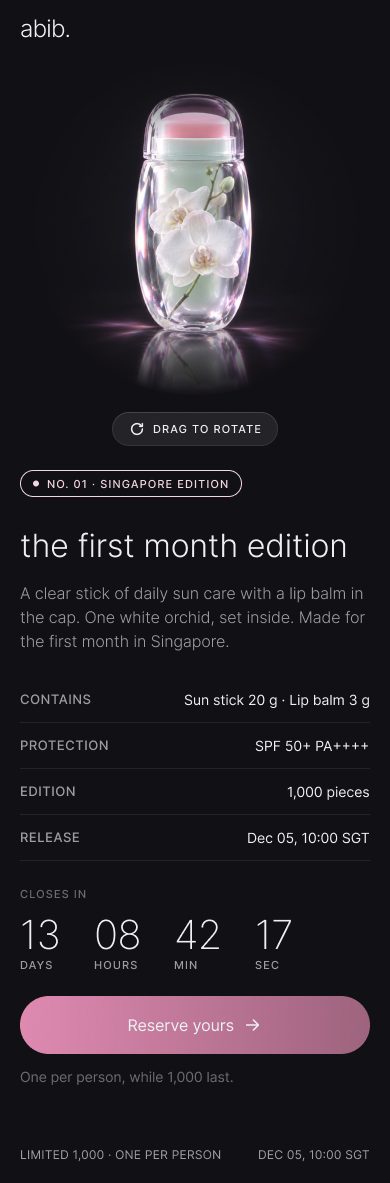 abib.
DRAG TO ROTATE
NO. 01 · SINGAPORE EDITION
the first month edition
A clear stick of daily sun care with a lip balm in
the cap. One white orchid, set inside. Made for
the first month in Singapore.
CONTAINS Sun stick 20 g · Lip balm 3 g
PROTECTION SPF 50+ PA++++
EDITION 1,000 pieces
RELEASE Dec 05, 10:00 SGT
CLOSES IN
13 08 42 17
DAYS HOURS MIN SEC
Reserve yours →
One per person, while 1,000 last.
LIMITED 1,000 · ONE PER PERSON DEC 05, 10:00 SGT